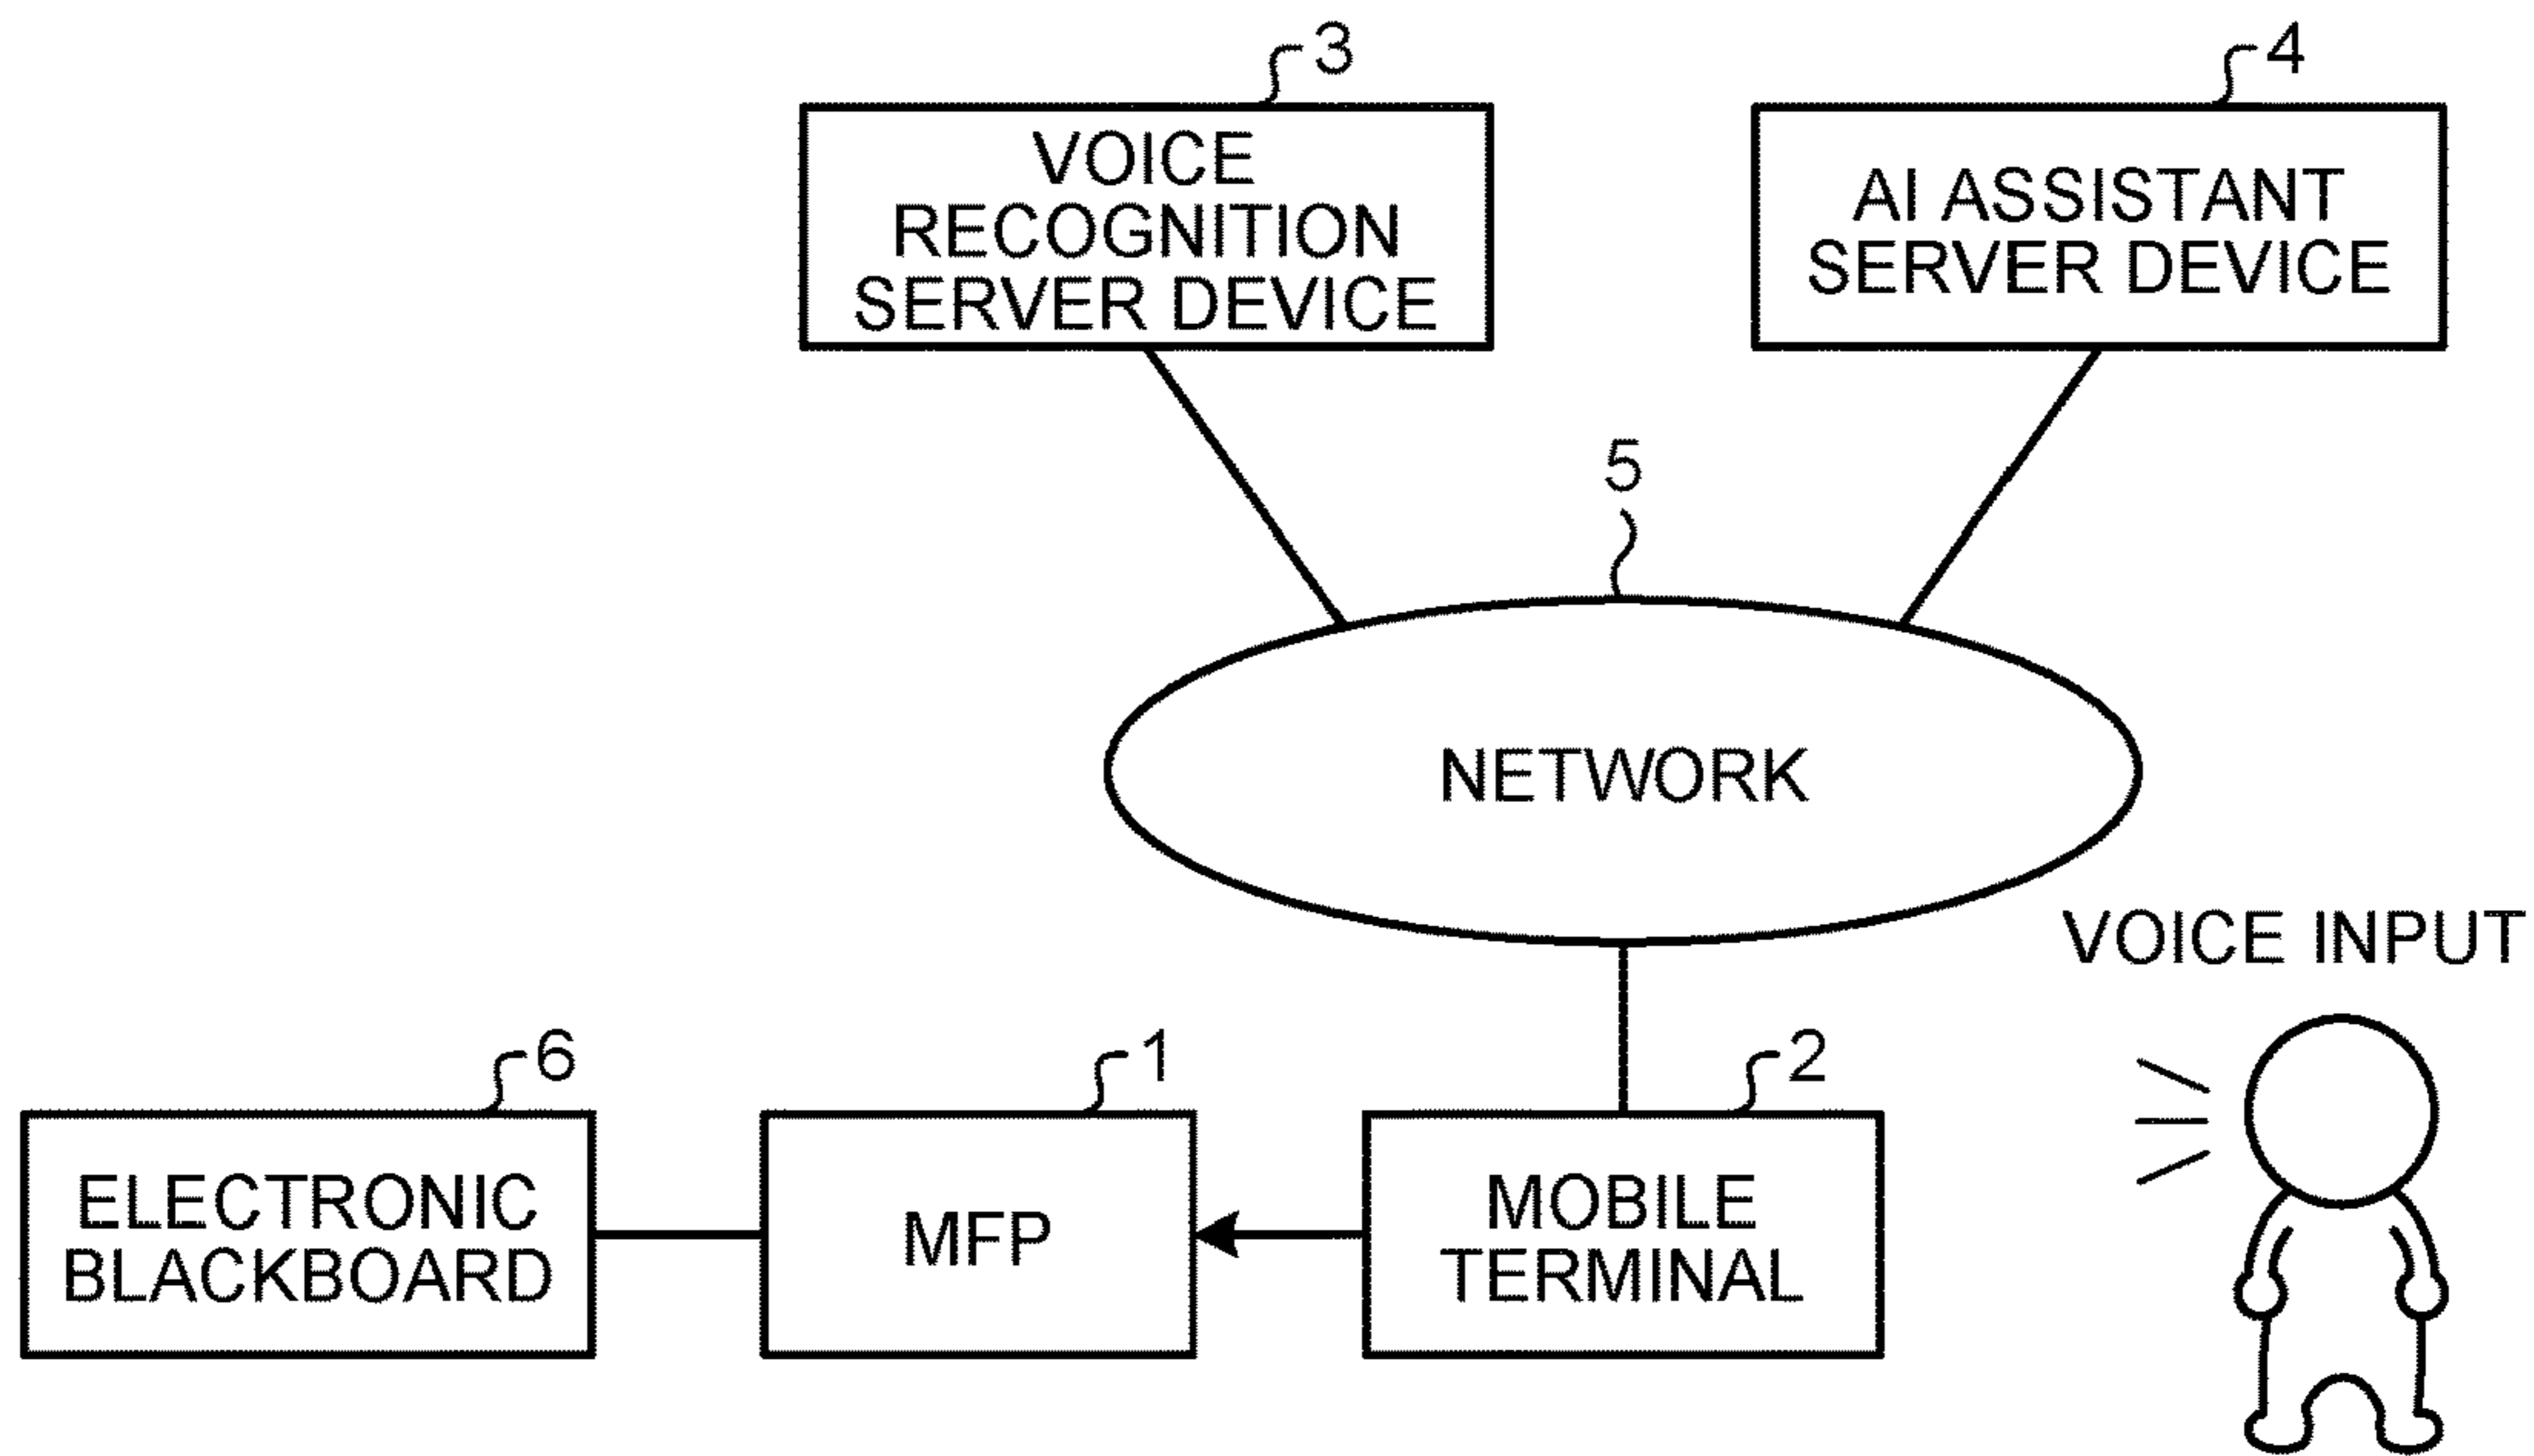 3
VOICE
RECOGNITION
SERVER DEVICE
4
AI ASSISTANT
SERVER DEVICE
5
NETWORK
VOICE INPUT
6
ELECTRONIC
BLACKBOARD
1
MFP
2
MOBILE
TERMINAL